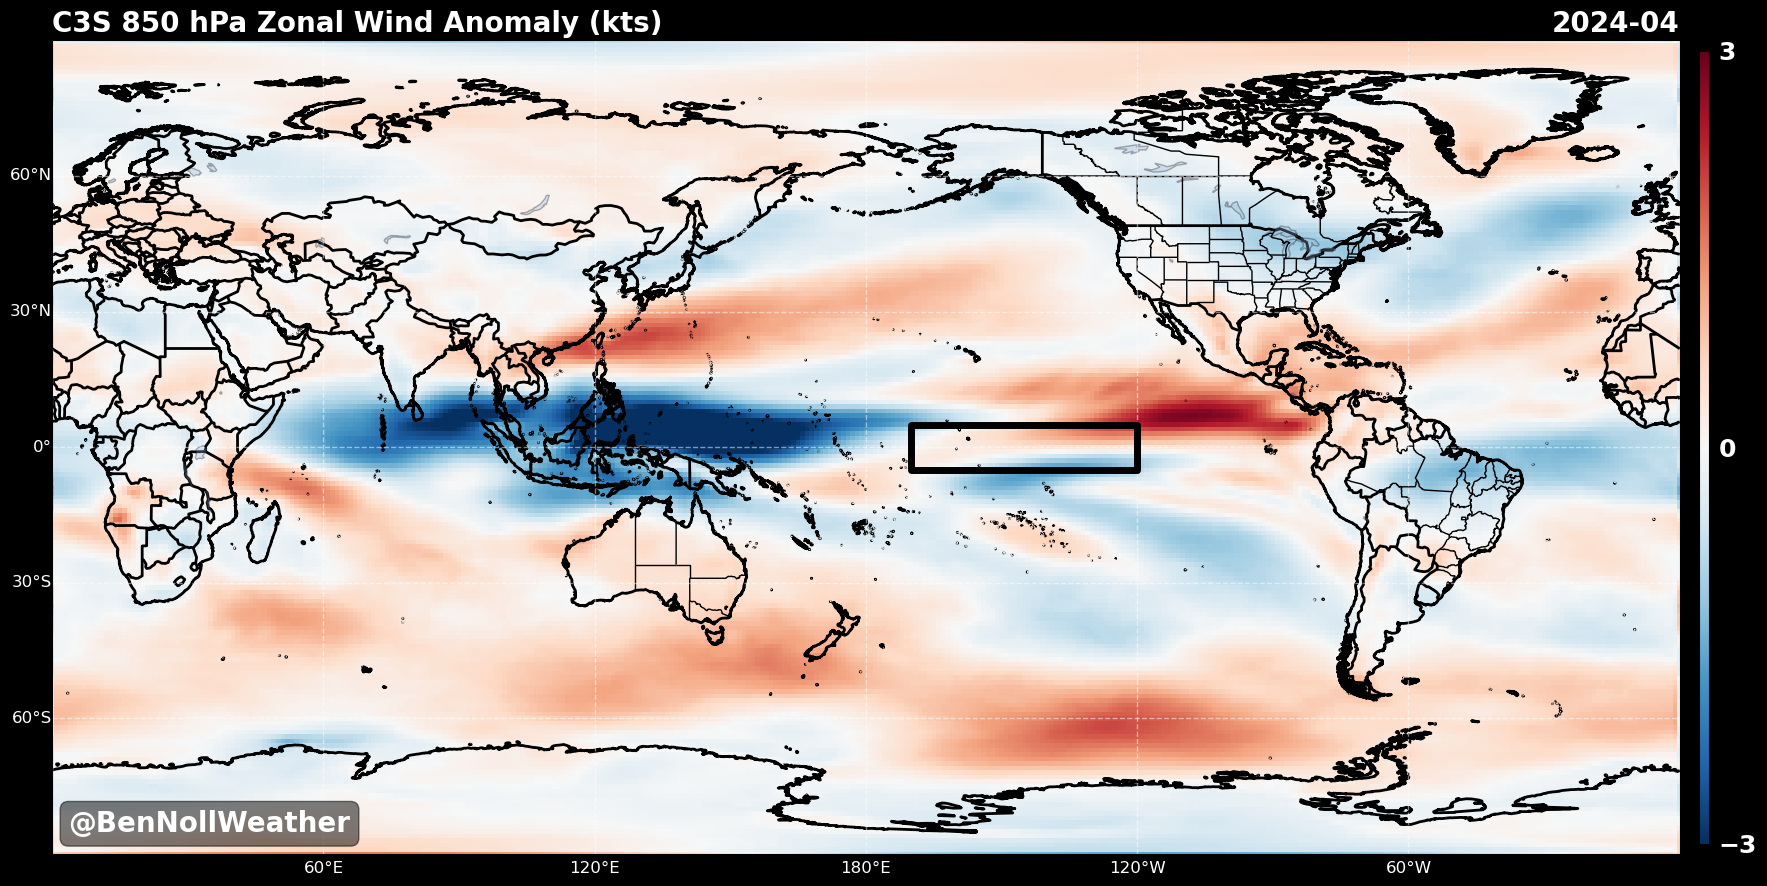 C3S 850 hPa Zonal Wind Anomaly (kts)
2024-04
3
0
−3
60°N
30°N
0°
30°S
60°S
60°E
120°E
180°E
120°W
60°W
@BenNollWeather